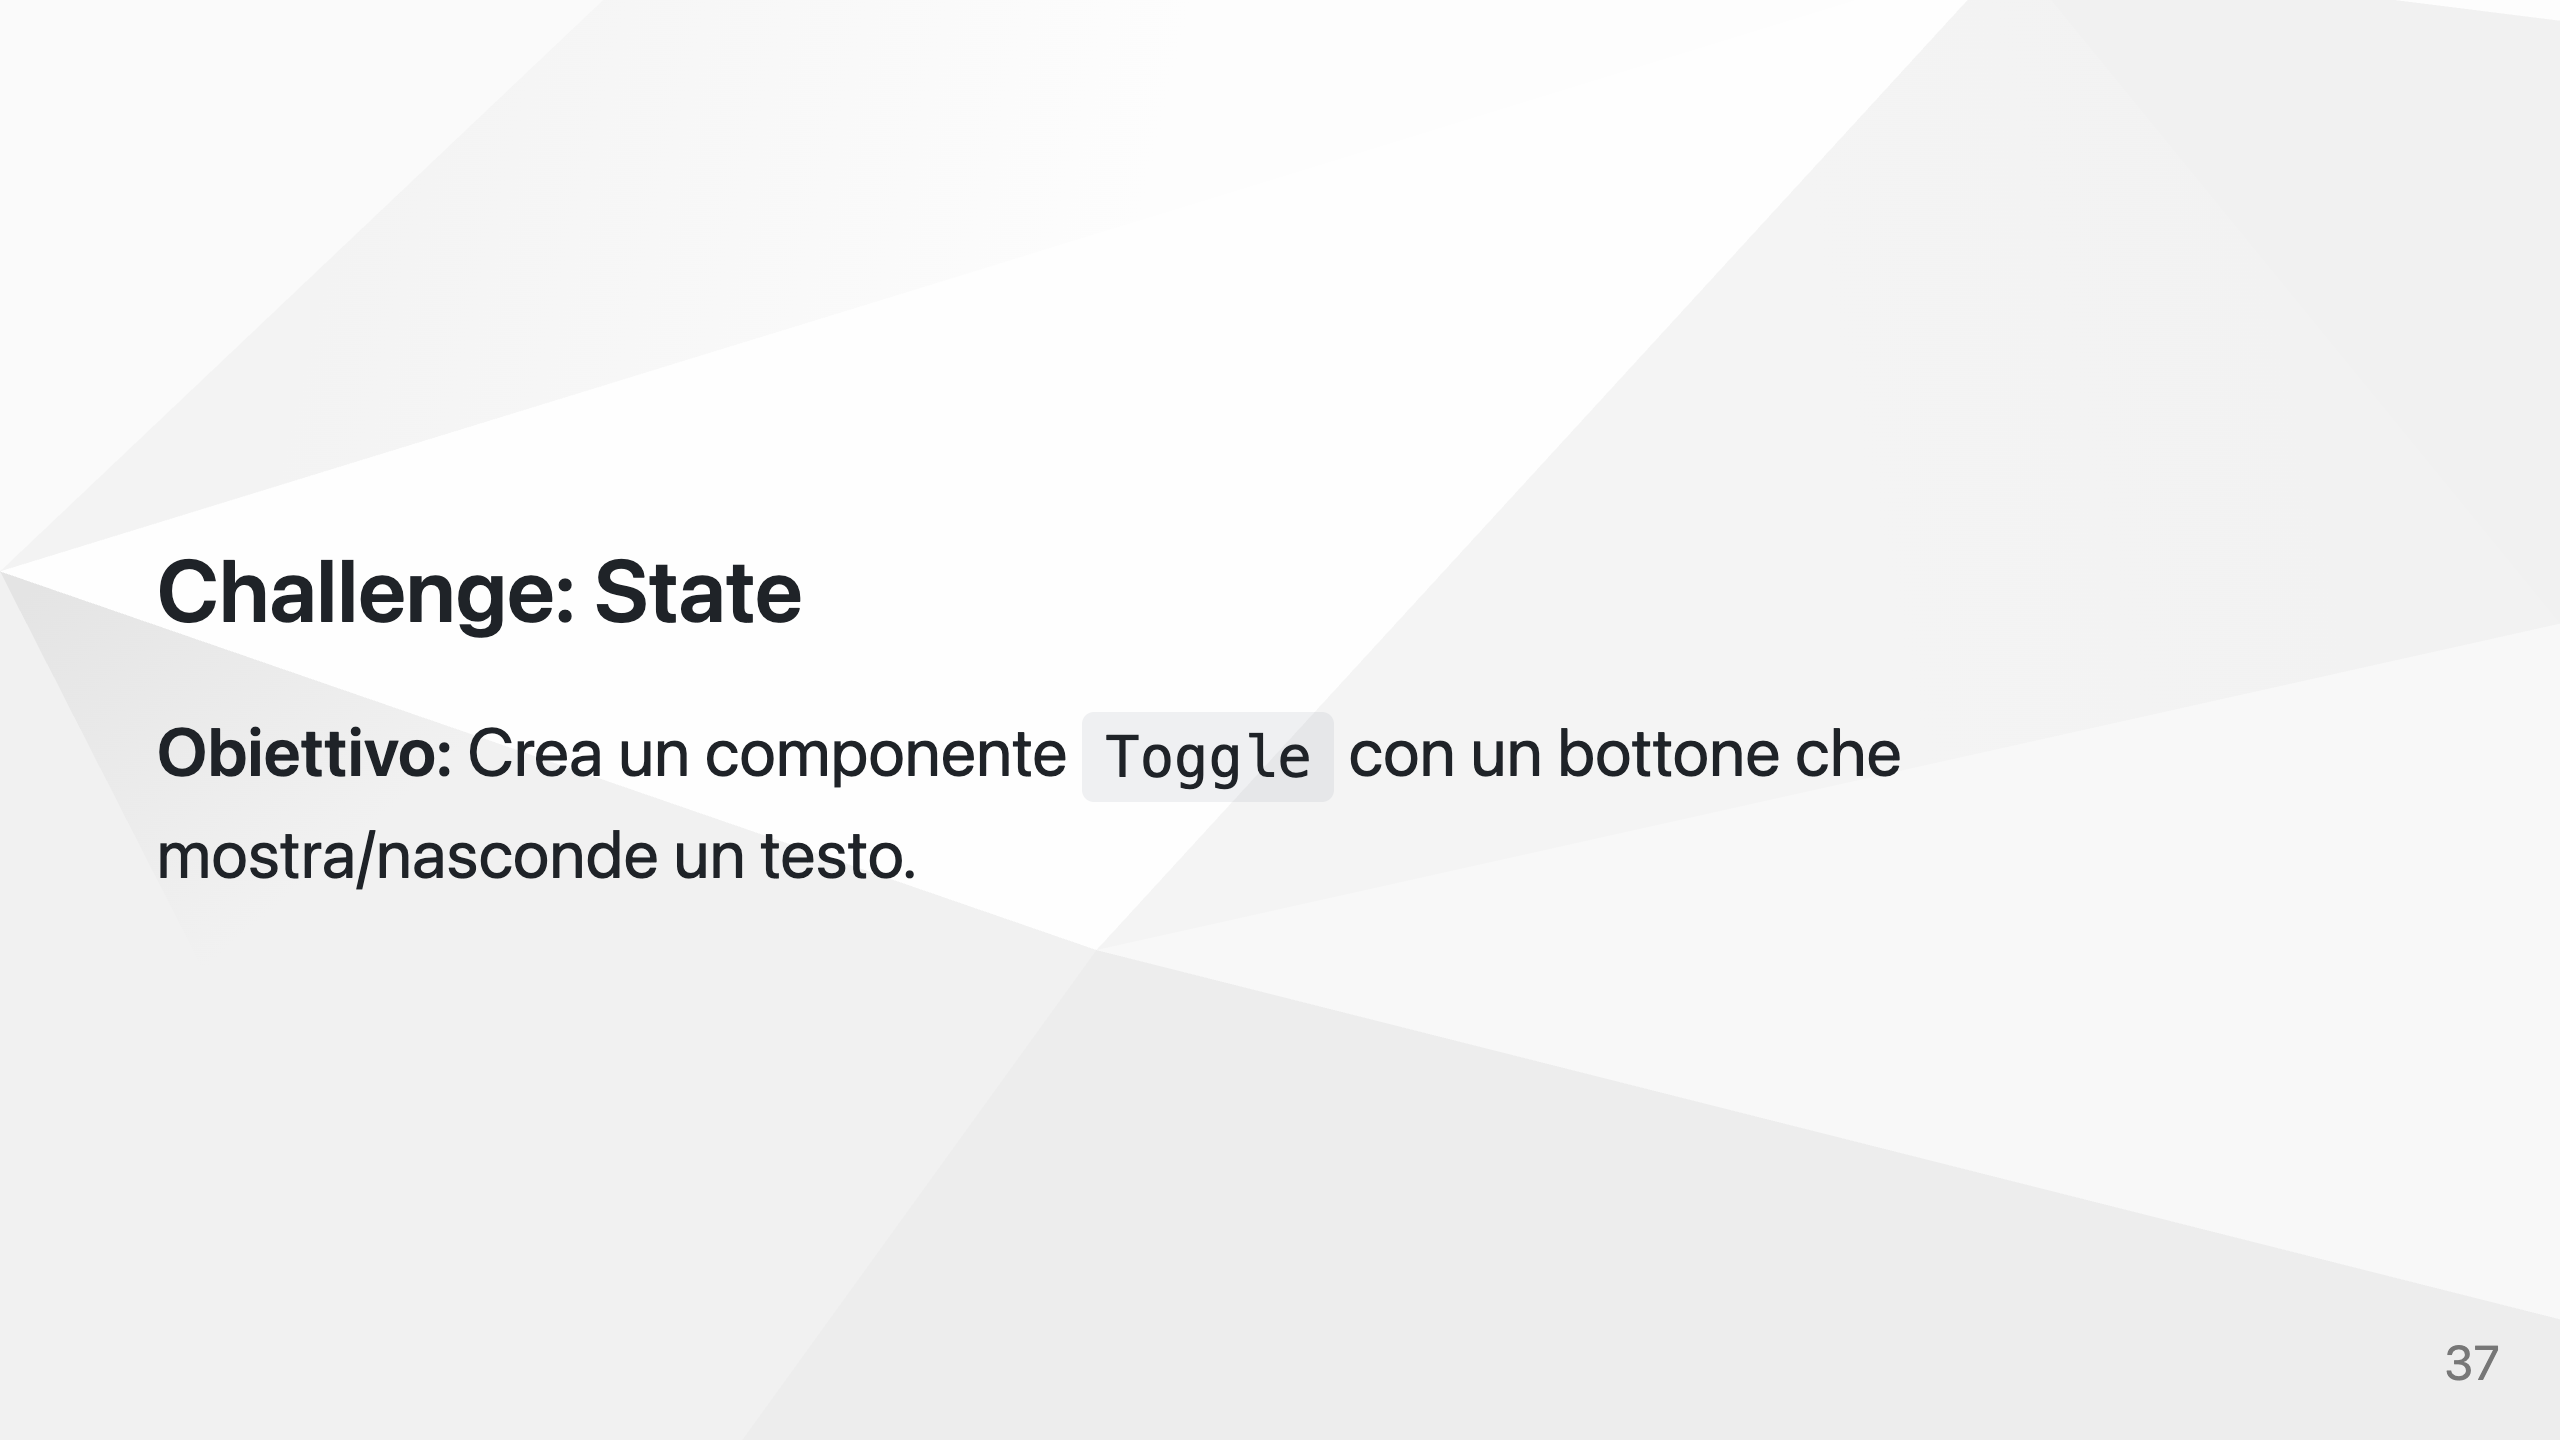 Challenge: State
Obiettivo: Crea un componente Toggle con un bottone che
mostra/nasconde un testo.
37